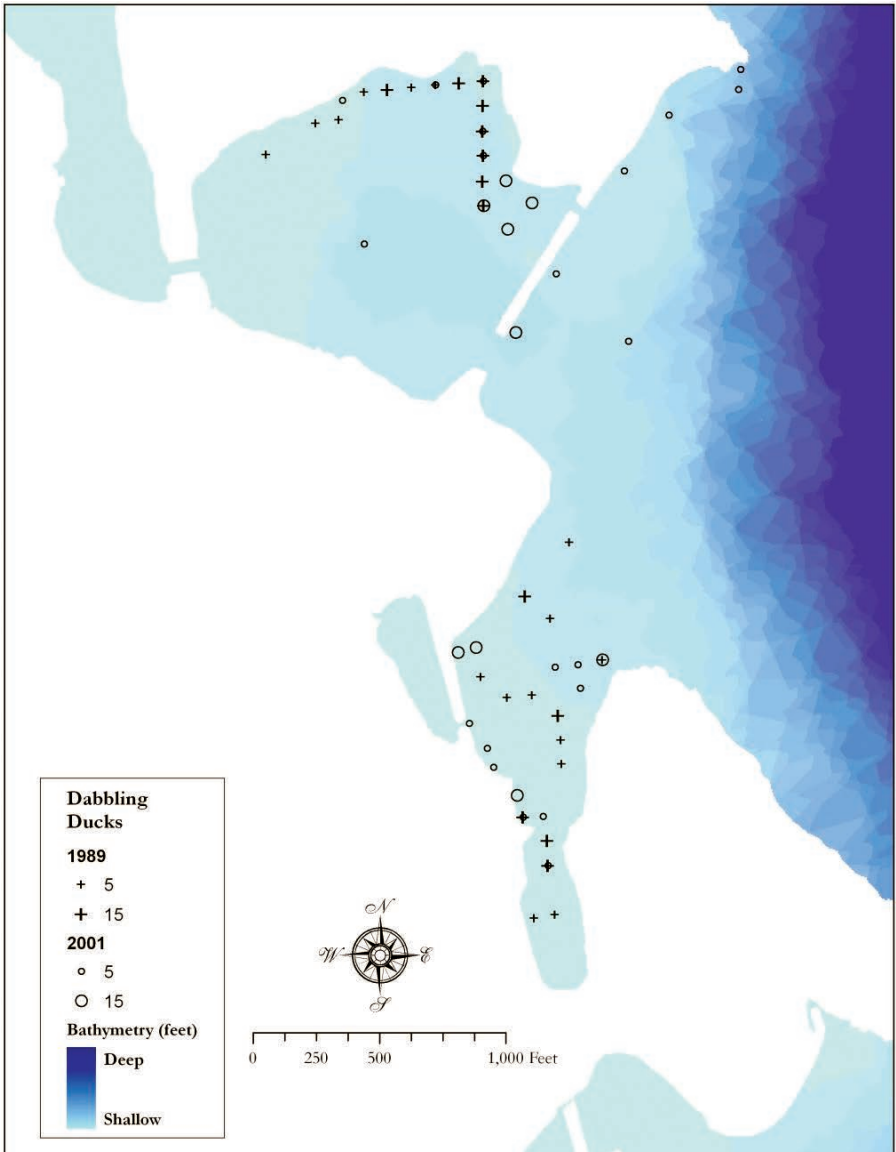 Dabbling
Ducks
1989
5
15
2001
5
15
Bathymetry (feet)
Deep
Shallow
N
W E
S
0 250 500 1,000 Feet